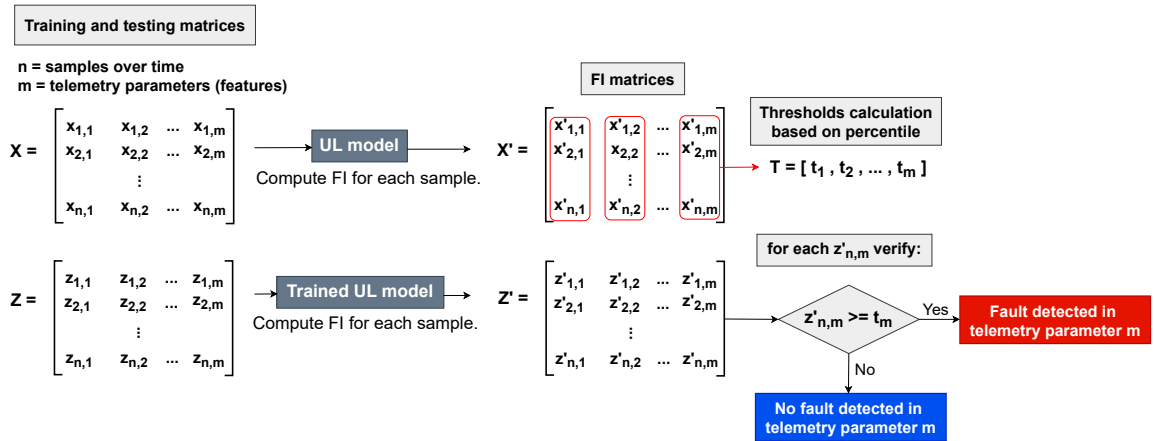 Training and testing matrices
n = samples over time
m = telemetry parameters (features)
X =
x1,1 x1,2 ... x1,m
x2,1 x2,2 ... x2,m
⋮
xn,1 xn,2 ... xn,m
UL model
Compute FI for each sample.
FI matrices
X' =
x'1,1 x'1,2 ... x'1,m
x'2,1 x2,2 ... x'2,m
⋮
x'n,1 x'n,2 ... x'n,m
Thresholds calculation
based on percentile
T = [ t1 , t2 , ... , tm ]
Z =
z1,1 z1,2 ... z1,m
z2,1 z2,2 ... z2,m
⋮
zn,1 zn,2 ... zn,m
Trained UL model
Compute FI for each sample.
Z' =
z'1,1 z'1,2 ... z'1,m
z'2,1 z'2,2 ... z'2,m
⋮
z'n,1 z'n,2 ... z'n,m
for each z'n,m verify:
z'n,m >= tm
Yes
Fault detected in
telemetry parameter m
No
No fault detected in
telemetry parameter m